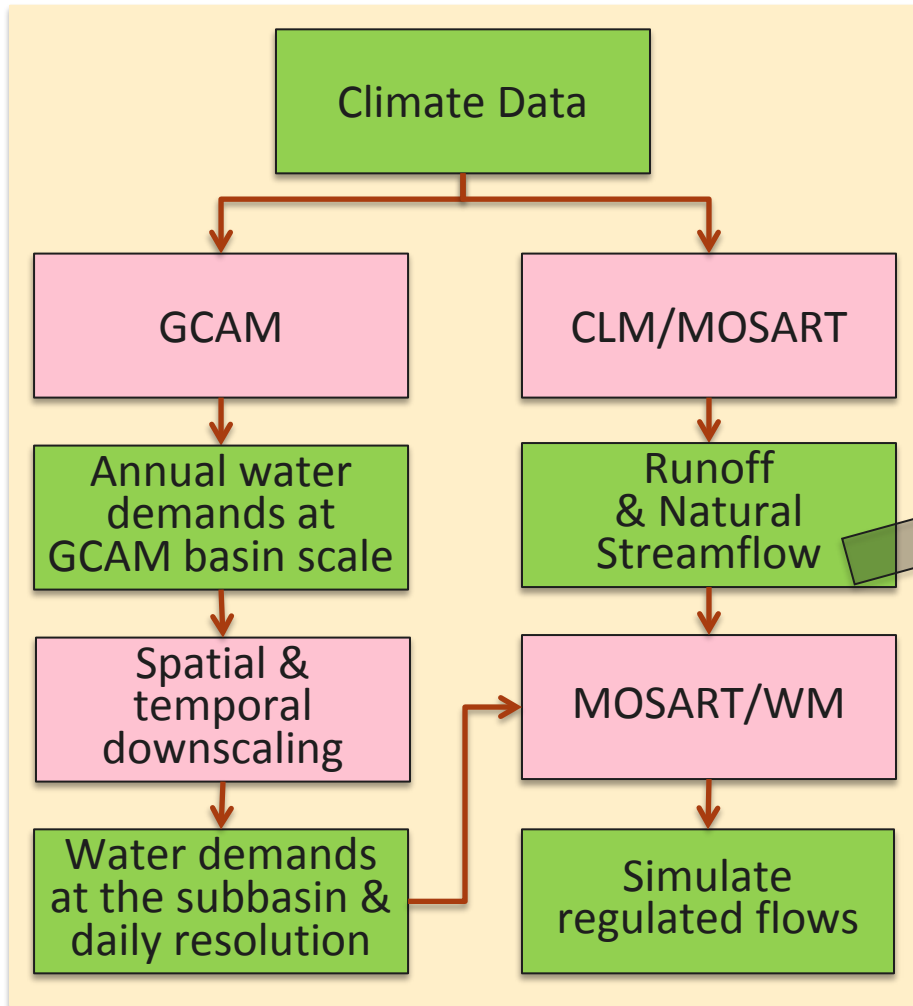 Climate Data
GCAM
CLM/MOSART
Annual water
demands at
GCAM basin scale
Runoff
& Natural
Streamflow
Spatial &
temporal
downscaling
MOSART/WM
Water demands
at the subbasin &
daily resolution
Simulate
regulated flows